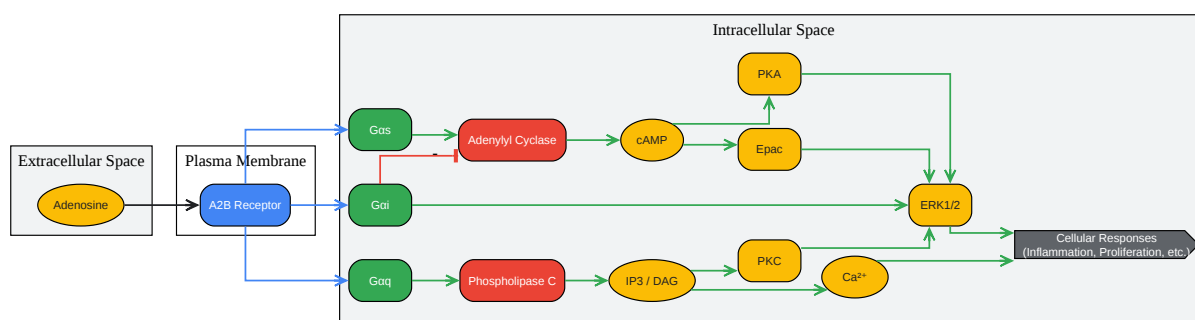 Intracellular Space
PKA
Gαs
Adenylyl Cyclase
cAMP
Epac
Extracellular Space
Plasma Membrane
-
Adenosine
A2B Receptor
Gαi
ERK1/2
Cellular Responses
(Inflammation, Proliferation, etc.)
PKC
Gαq
Phospholipase C
IP3 / DAG
Ca²⁺